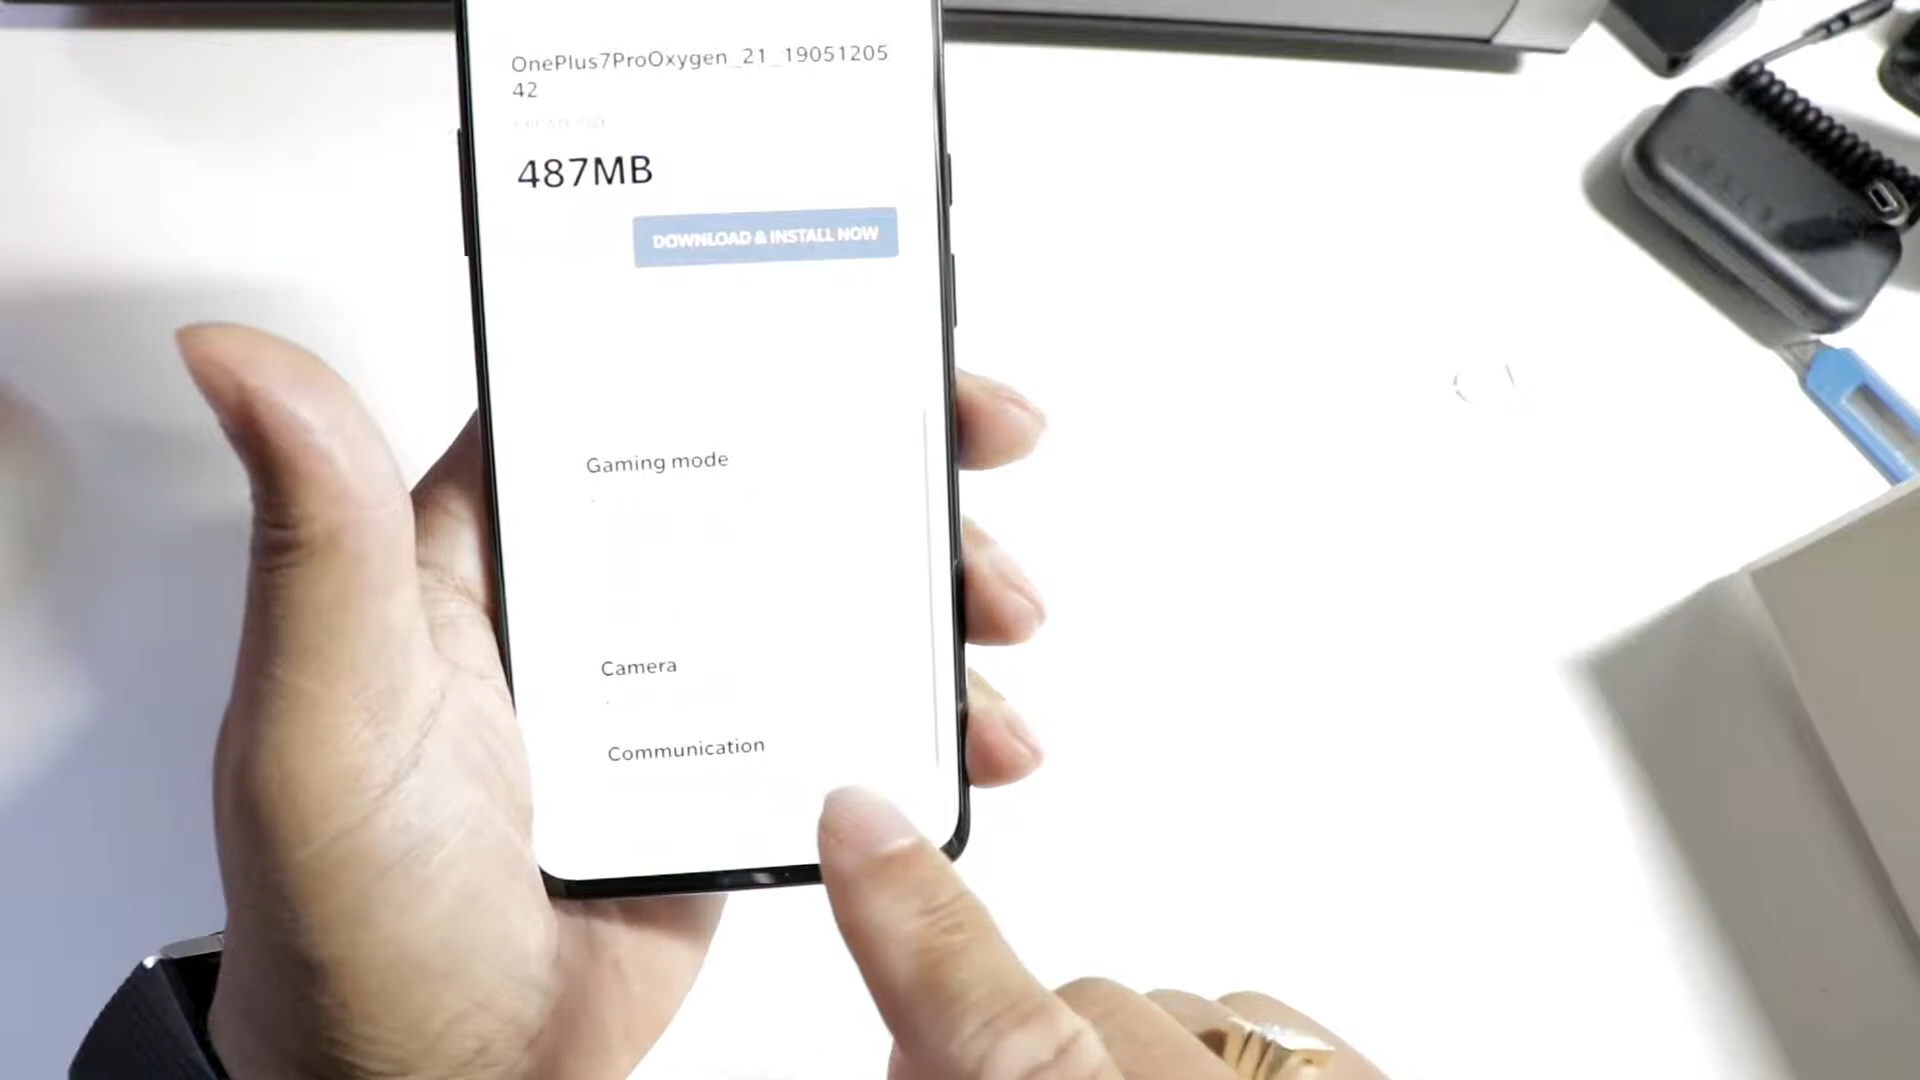 OnePlus7ProOxygen_21_19051205
42
487MB
DOWNLOAD & INSTALL NOW
Gaming mode
Camera
Communication